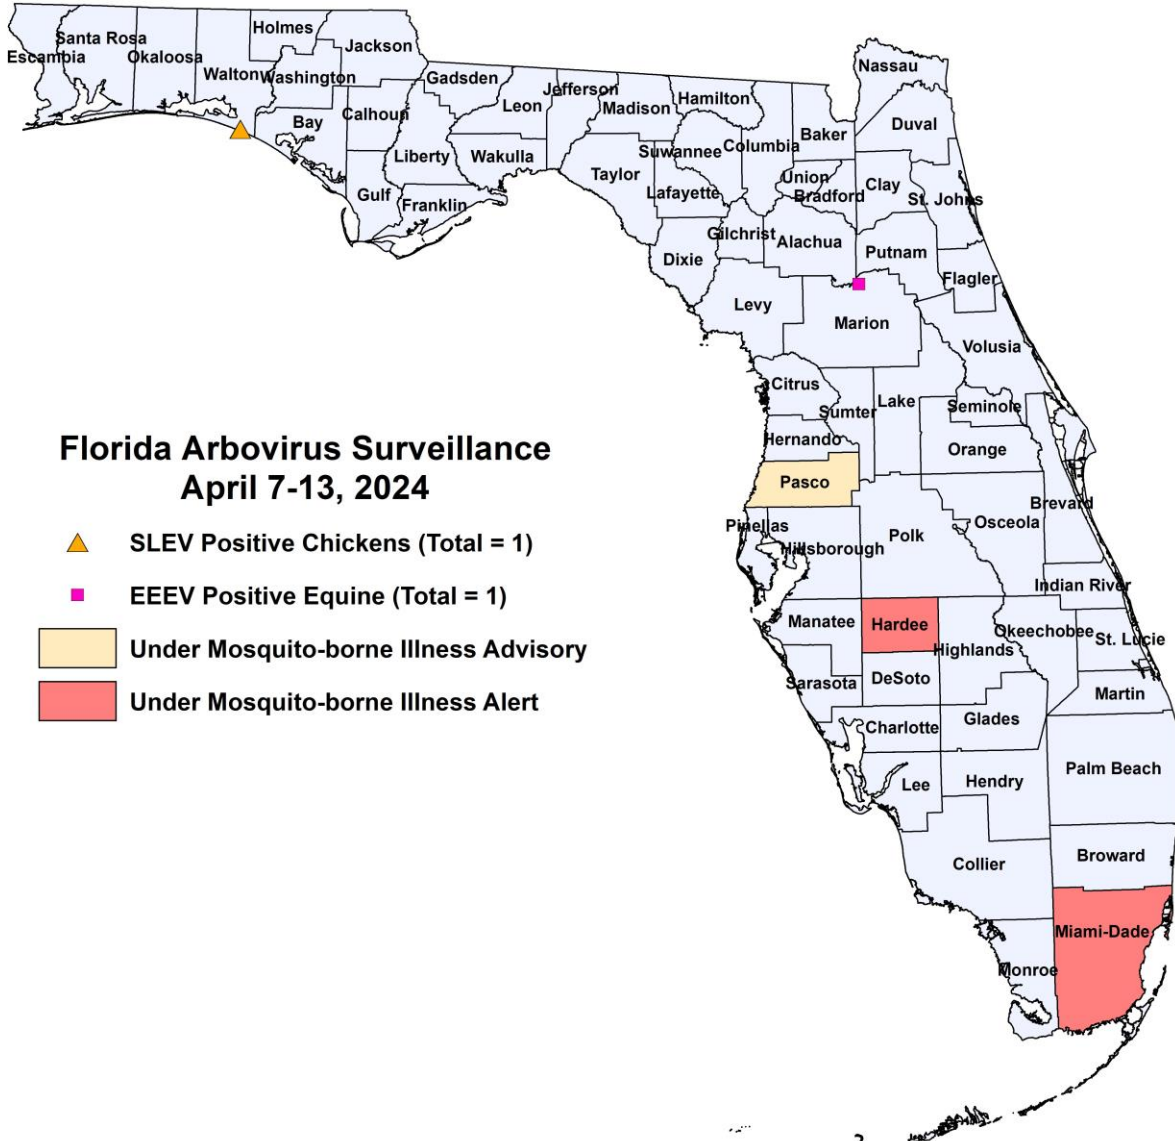 Holmes
Santa Rosa
Escambia
Okaloosa
Walton
Washington
Jackson
Gadsden
Jefferson
Leon
Madison
Hamilton
Nassau
Calhoun
Bay
Liberty
Wakulla
Taylor
Suwannee
Columbia
Baker
Duval
Gulf
Franklin
Lafayette
Union
Bradford
Clay
St. Johns
Dixie
Gilchrist
Alachua
Putnam
Flagler
Levy
Marion
Volusia
Citrus
Sumter
Lake
Seminole
Hernando
Orange
Florida Arbovirus Surveillance
April 7-13, 2024
SLEV Positive Chickens (Total = 1)
EEEV Positive Equine (Total = 1)
Under Mosquito-borne Illness Advisory
Under Mosquito-borne Illness Alert
Pasco
Brevard
Pinellas
Hillsborough
Polk
Osceola
Indian River
Manatee
Hardee
Highlands
Okeechobee
St. Lucie
Sarasota
DeSoto
Martin
Charlotte
Glades
Lee
Hendry
Palm Beach
Collier
Broward
Miami-Dade
Monroe